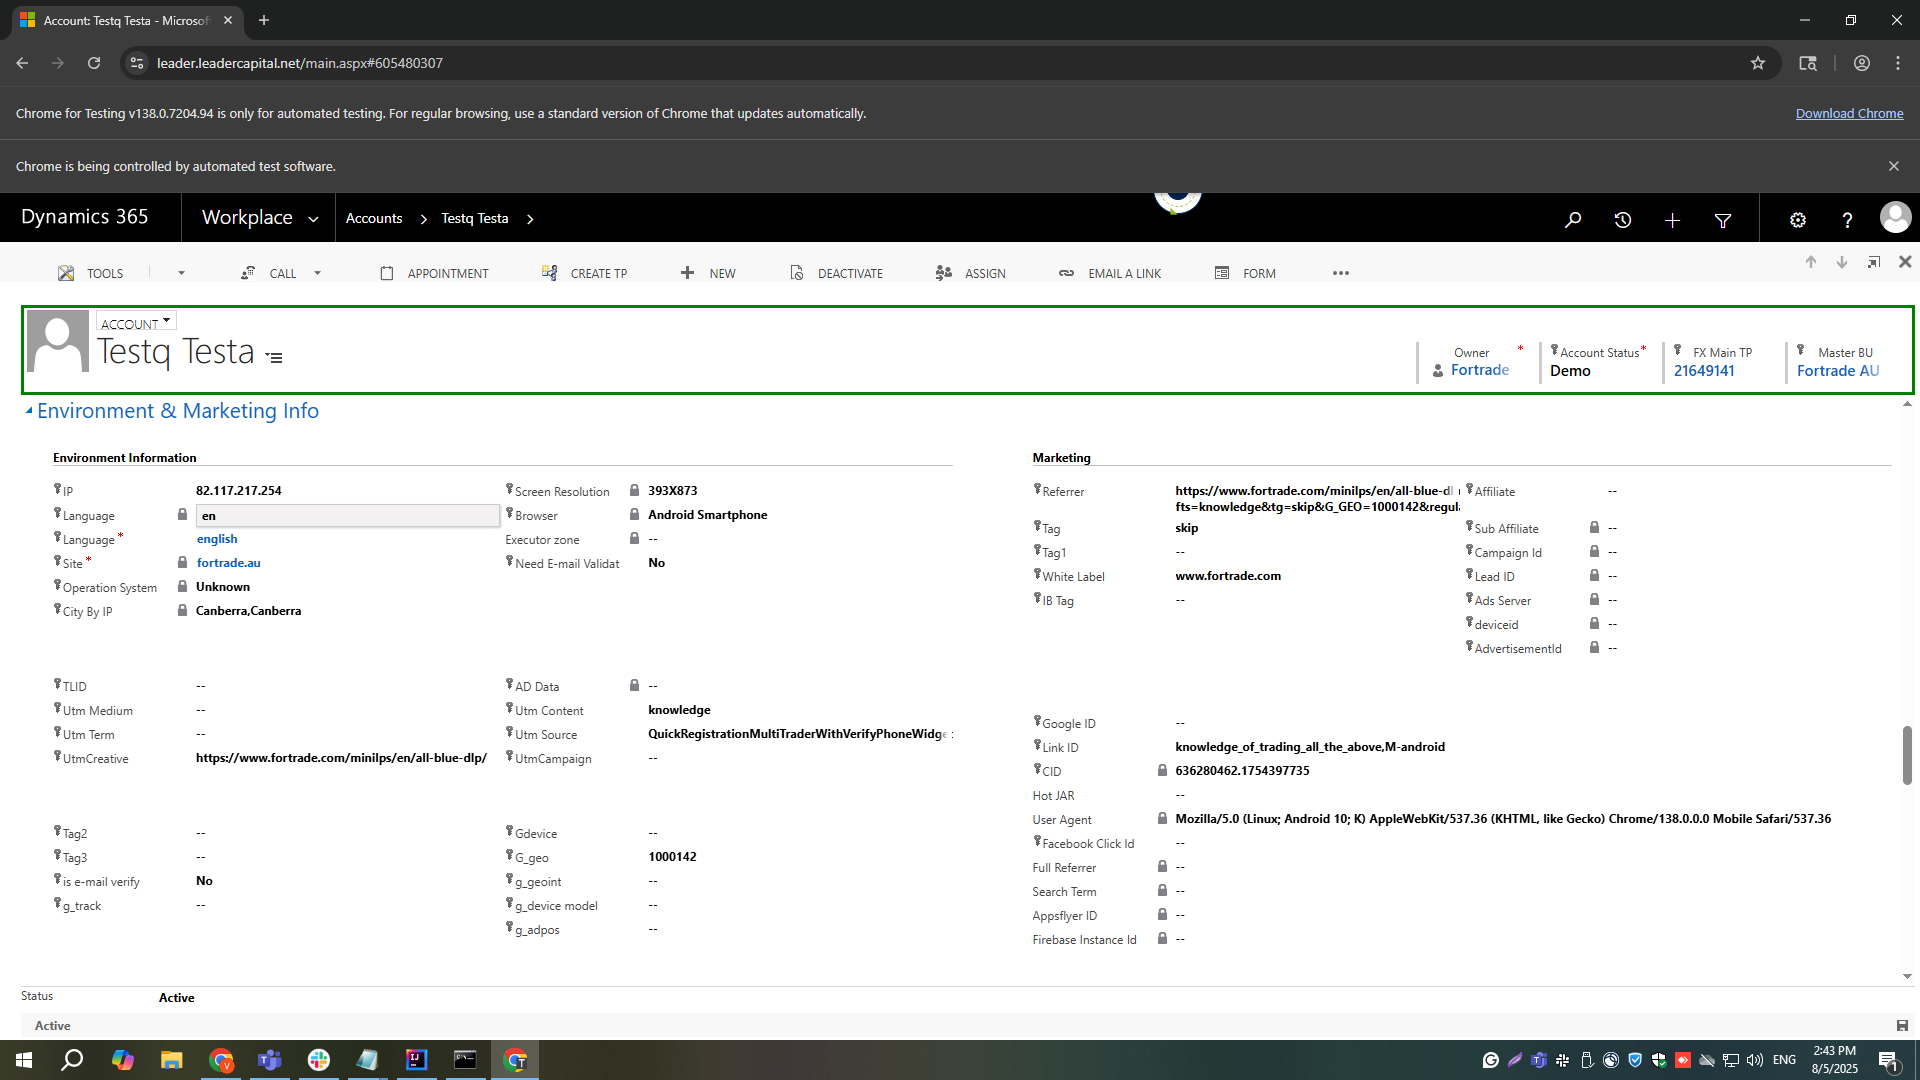 Account: Testq Testa - Microsof
leader.leadercapital.net/main.aspx#605480307
Chrome for Testing v138.0.7204.94 is only for automated testing. For regular browsing, use a standard version of Chrome that updates automatically.
Download Chrome
Chrome is being controlled by automated test software.
Dynamics 365
Workplace
Accounts
Testq Testa
TOOLS
CALL
APPOINTMENT
CREATE TP
NEW
DEACTIVATE
ASSIGN
EMAIL A LINK
FORM
ACCOUNT
Testq Testa
Owner *
Fortrade
Account Status *
Demo
FX Main TP
21649141
Master BU
Fortrade AU
Environment & Marketing Info
Environment Information
IP 82.117.217.254
Language en
Language * english
Site * fortrade.au
Operation System Unknown
City By IP Canberra,Canberra
Screen Resolution 393X873
Browser Android Smartphone
Executor zone --
Need E-mail Validat No
TLID --
Utm Medium --
Utm Term --
UtmCreative https://www.fortrade.com/minilps/en/all-blue-dlp/
AD Data --
Utm Content knowledge
Utm Source QuickRegistrationMultiTraderWithVerifyPhoneWidge
UtmCampaign --
Tag2 --
Tag3 --
is e-mail verify No
g_track --
Gdevice --
G_geo 1000142
g_geoint --
g_device model --
g_adpos --
Marketing
Referrer https://www.fortrade.com/minilps/en/all-blue-dl
fts=knowledge&tg=skip&G_GEO=1000142&regul
Tag skip
Tag1 --
White Label www.fortrade.com
IB Tag --
Affiliate --
Sub Affiliate --
Campaign Id --
Lead ID --
Ads Server --
deviceid --
AdvertisementId --
Google ID --
Link ID knowledge_of_trading_all_the_above,M-android
CID 636280462.1754397735
Hot JAR --
User Agent Mozilla/5.0 (Linux; Android 10; K) AppleWebKit/537.36 (KHTML, like Gecko) Chrome/138.0.0.0 Mobile Safari/537.36
Facebook Click Id --
Full Referrer --
Search Term --
Appsflyer ID --
Firebase Instance Id --
Status Active
Active
ENG
2:43 PM
8/5/2025
1